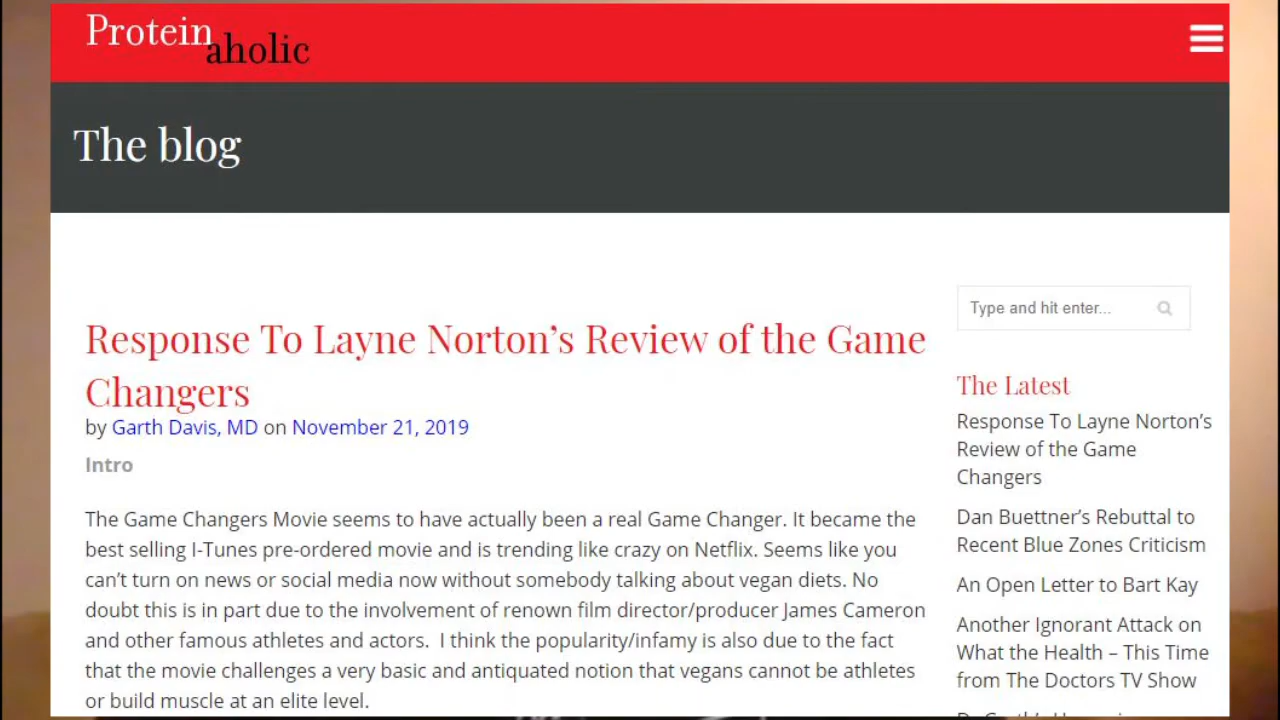 Protein
aholic
The blog
Response To Layne Norton's Review of the Game
Changers
by Garth Davis, MD on November 21, 2019
Intro
The Game Changers Movie seems to have actually been a real Game Changer. It became the
best selling I-Tunes pre-ordered movie and is trending like crazy on Netflix. Seems like you
can't turn on news or social media now without somebody talking about vegan diets. No
doubt this is in part due to the involvement of renown film director/producer James Cameron
and other famous athletes and actors.  I think the popularity/infamy is also due to the fact
that the movie challenges a very basic and antiquated notion that vegans cannot be athletes
or build muscle at an elite level.
Type and hit enter...
The Latest
Response To Layne Norton's
Review of the Game
Changers
Dan Buettner's Rebuttal to
Recent Blue Zones Criticism
An Open Letter to Bart Kay
Another Ignorant Attack on
What the Health – This Time
from The Doctors TV Show